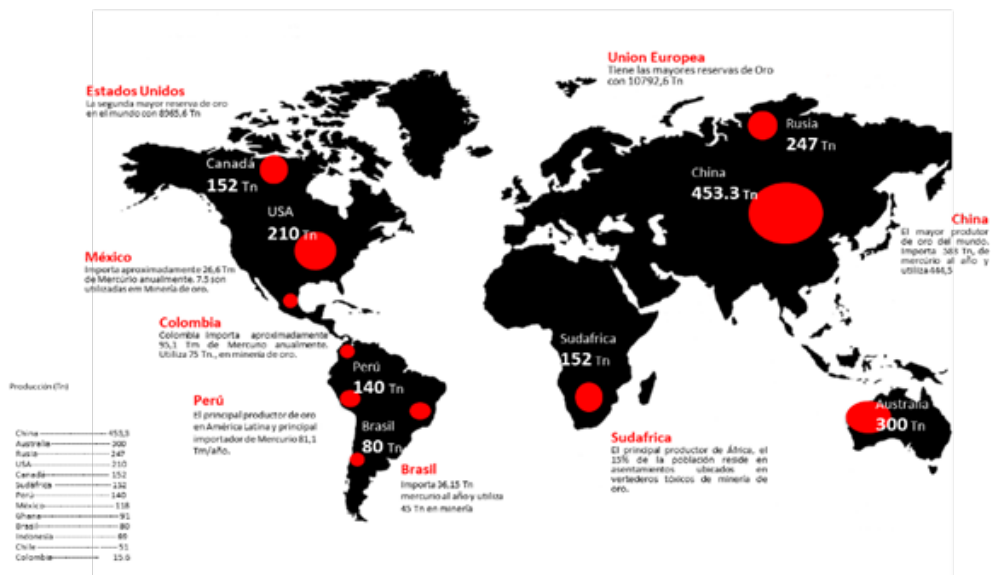 Union Europea
Tiene las mayores reservas de Oro
con 10792,6 Tn
Estados Unidos
La segunda mayor reserva de oro
en el mundo con 8965,6 Tn
Rusia
247 Tn
Canadá
152 Tn
China
453.3 Tn
USA
210 Tn
China
El mayor produtor
de oro del mundo.
Importa 583 Tn, de
mercúrio al año y
utiliza 444,5
México
Importa aproximadamente 26,6 Tm
de Mercúrio anualmente. 7.5 son
utilizadas em Minería de oro.
Colombia
Colombia importa aproximadamente
95,1 Tm de Mercurio anualmente.
Utiliza 75 Tn., en minería de oro.
Sudafrica
152 Tn
Perú
140 Tn
Producción (Tn)
Perú
El principal productor de oro
en América Latina y principal
importador de Mercurio 81,1
Tm/año.
Australia
300 Tn
Brasil
80 Tn
Sudafrica
El principal productor de África, el
15% de la población reside en
asentamientos ubicados en
vertederos tóxicos de minería de
oro.
Brasil
Importa 36,15 Tn
mercurio al año y utiliza
45 Tn en minería
China 453,3
Australia 300
Rusia 247
USA 210
Canadá 152
Sudáfrica 152
Perú 140
México 118
Ghana 91
Brasil 80
Indonesia 69
Chile 51
Colombia 15.6